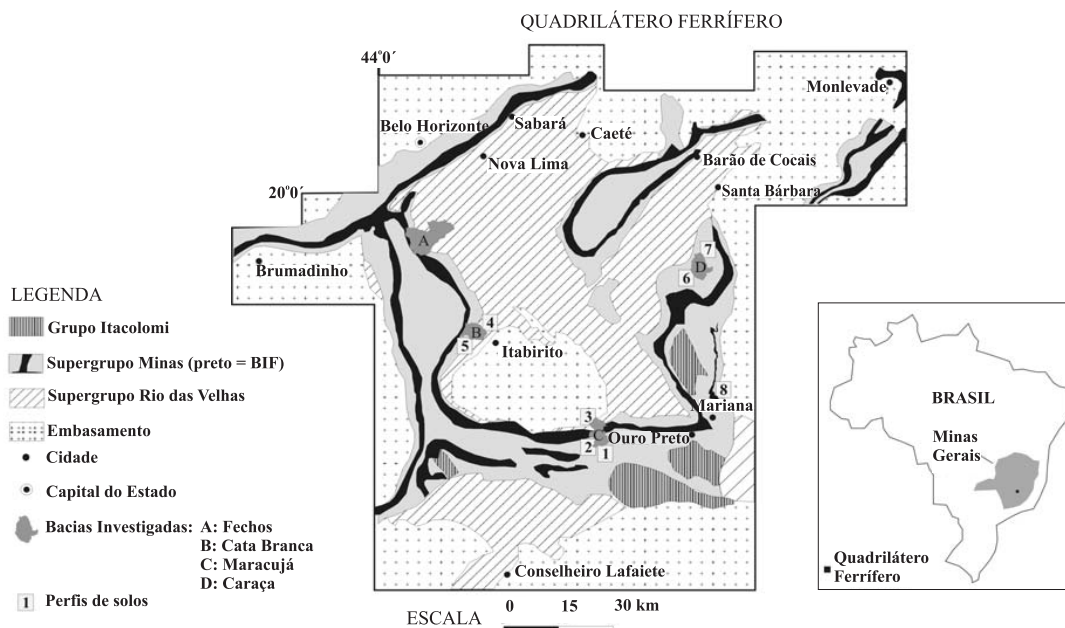 QUADRILÁTERO FERRÍFERO
44°0´
Monlevade
Belo Horizonte
Sabará
Caeté
Nova Lima
Barão de Cocais
20°0´
Santa Bárbara
A
7
D
6
Brumadinho
LEGENDA
Grupo Itacolomi
Supergrupo Minas (preto = BIF)
Supergrupo Rio das Velhas
Embasamento
Cidade
Capital do Estado
Bacias Investigadas: A: Fechos
B: Cata Branca
C: Maracujá
D: Caraça
1 Perfis de solos
4
B
5
Itabirito
8
Mariana
3
C
Ouro Preto
2
1
Conselheiro Lafaiete
ESCALA
0 15 30 km
BRASIL
Minas
Gerais
Quadrilátero
Ferrífero